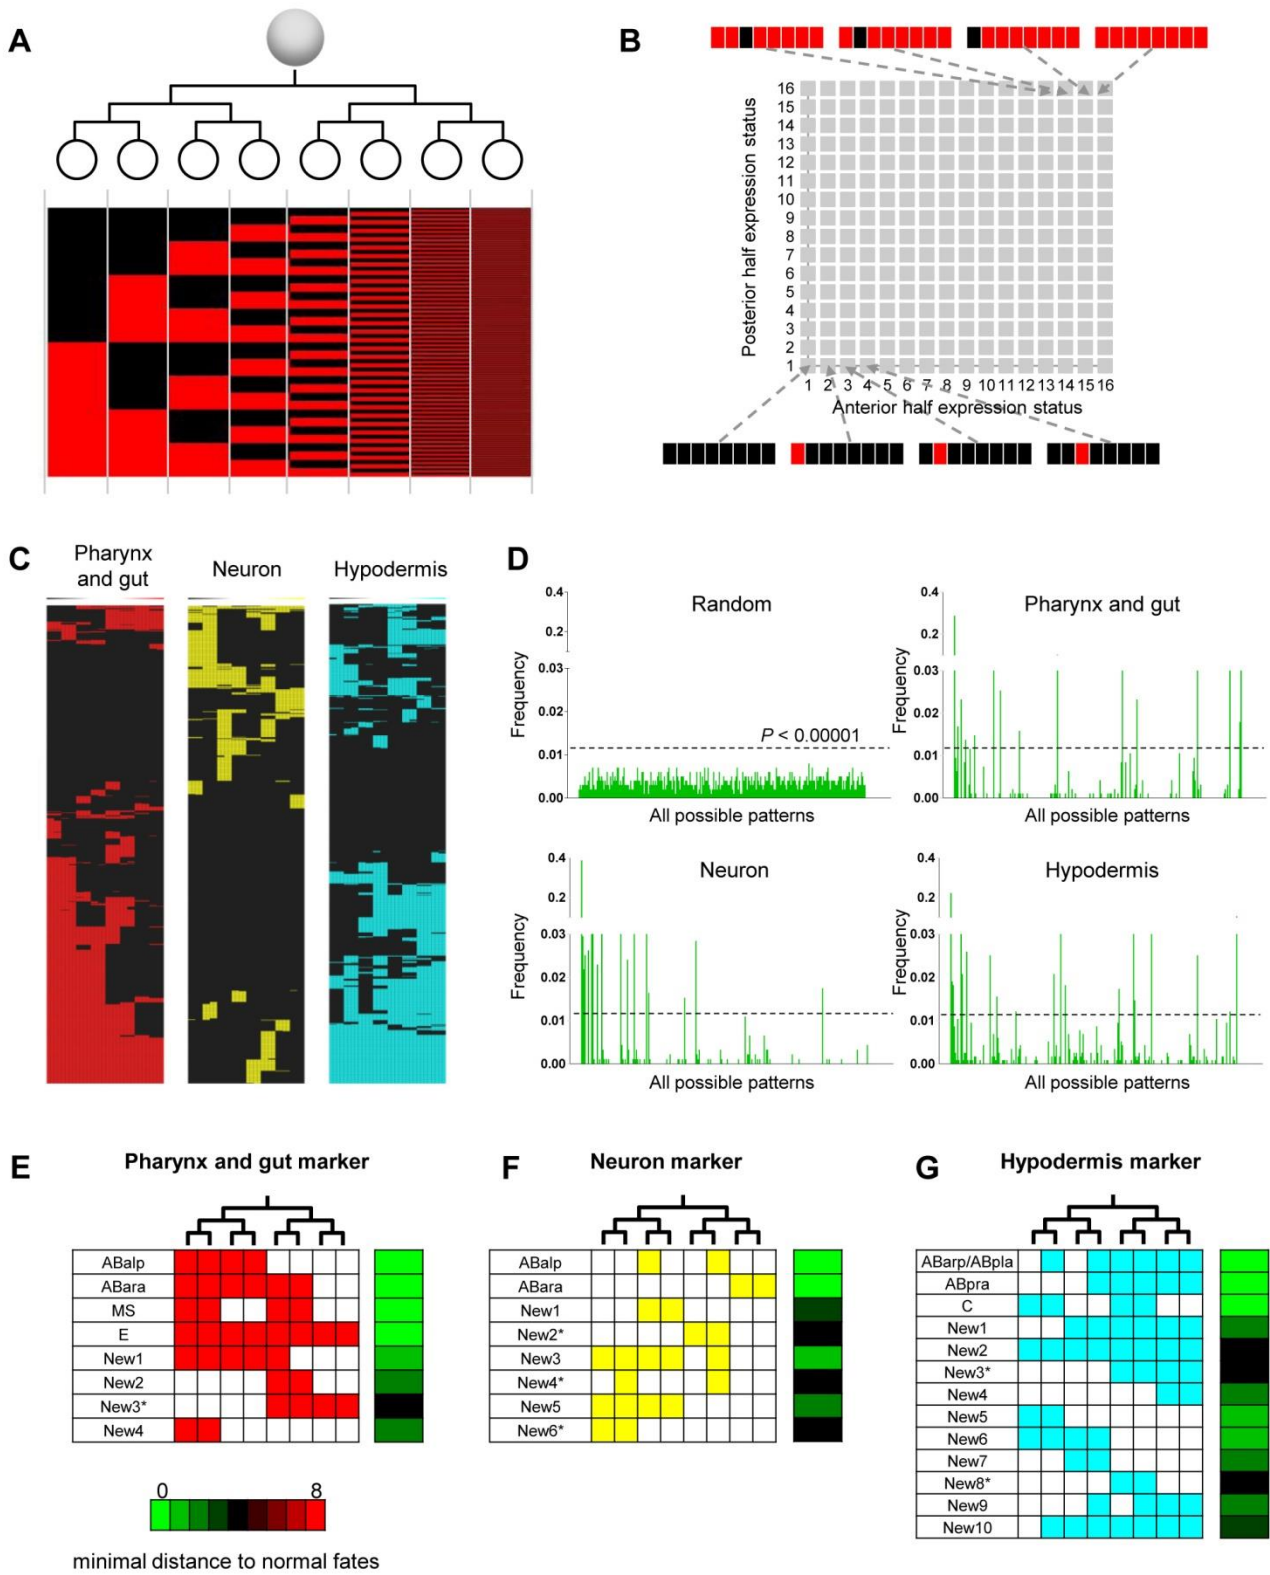 A
B
16
15
14
13
12
11
10
9
8
7
6
5
4
3
2
1
Posterior half expression status
1 2 3 4 5 6 7 8 9 10 11 12 13 14 15 16
Anterior half expression status
C
Pharynx
and gut
Neuron
Hypodermis
D
Random
0.4
0.2
0.03
0.02
0.01
0.00
Frequency
P < 0.00001
All possible patterns
Pharynx and gut
0.4
0.2
0.03
0.02
0.01
0.00
Frequency
All possible patterns
Neuron
0.4
0.2
0.03
0.02
0.01
0.00
Frequency
All possible patterns
Hypodermis
0.4
0.2
0.03
0.02
0.01
0.00
Frequency
All possible patterns
E
Pharynx and gut marker
ABalp
ABara
MS
E
New1
New2
New3*
New4
0 8
minimal distance to normal fates
F
Neuron marker
ABalp
ABara
New1
New2*
New3
New4*
New5
New6*
G
Hypodermis marker
ABarp/ABpla
ABpra
C
New1
New2
New3*
New4
New5
New6
New7
New8*
New9
New10